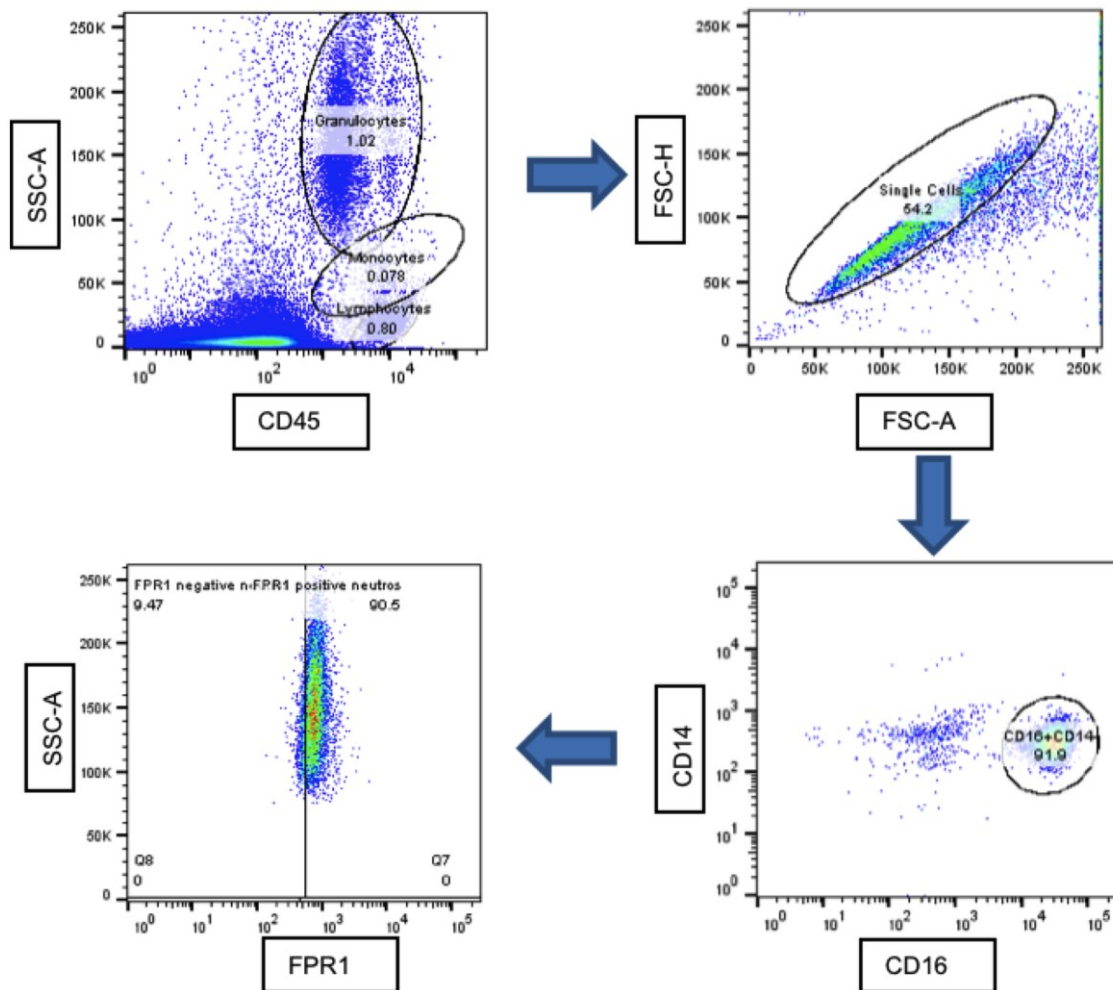 250K
200K
150K
100K
50K
0
SSC-A
Granulocytes
1.02
Monocytes
0.078
Lymphocytes
0.80
10^0
10^2
10^4
CD45
250K
200K
150K
100K
50K
0
FSC-H
Single Cells
54.2
0
50K
100K
150K
200K
250K
FSC-A
250K
200K
150K
100K
50K
0
SSC-A
FPR1 negative n
FPR1 positive neutros
9.47
90.5
Q8
0
Q7
0
10^0
10^1
10^2
10^3
10^4
10^5
FPR1
10^5
10^4
10^3
10^2
10^1
10^0
CD14
CD16+CD14
91.9
10^0
10^2
10^3
10^4
10^5
CD16